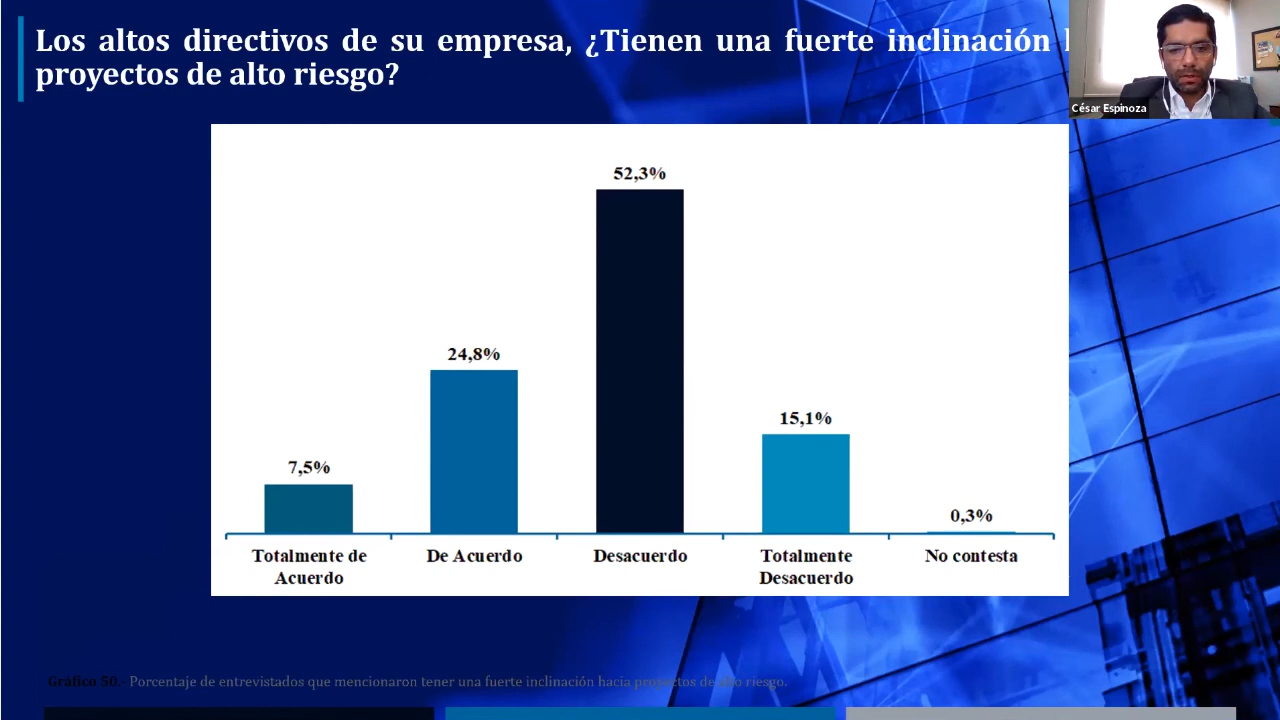 Los altos directivos de su empresa, ¿Tienen una fuerte inclinación
proyectos de alto riesgo?
César Espinoza
52,3%
24,8%
15,1%
7,5%
0,3%
Totalmente de
Acuerdo
De Acuerdo
Desacuerdo
Totalmente
Desacuerdo
No contesta
Gráfico 50.- Porcentaje de entrevistados que mencionaron tener una fuerte inclinación hacia proyectos de alto riesgo.